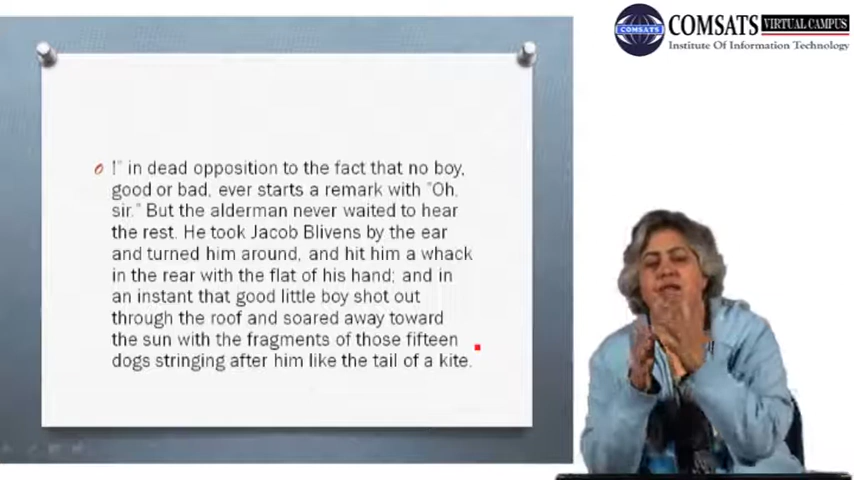 COMSATS VIRTUAL CAMPUS
COMSATS
Institute Of Information Technology
I" in dead opposition to the fact that no boy,
good or bad, ever starts a remark with "Oh,
sir." But the alderman never waited to hear
the rest. He took Jacob Blivens by the ear
and turned him around, and hit him a whack
in the rear with the flat of his hand; and in
an instant that good little boy shot out
through the roof and soared away toward
the sun with the fragments of those fifteen
dogs stringing after him like the tail of a kite.